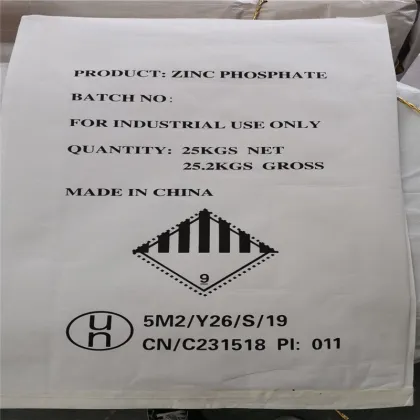 PRODUCT: ZINC PHOSPHATE
BATCH NO:
FOR INDUSTRIAL USE ONLY
QUANTITY: 25KGS NET
25.2KGS GROSS
MADE IN CHINA
9
un
5M2/Y26/S/19
CN/C231518 PI: 011